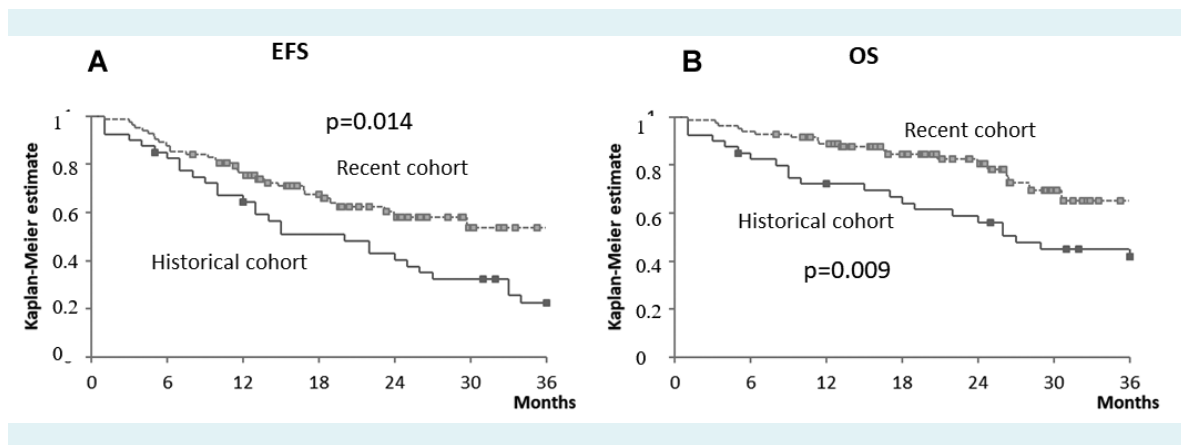 A
EFS
p=0.014
Recent cohort
Historical cohort
Kaplan-Meier estimate
1
0.8
0.6
0.4
0.2
0
0 6 12 18 24 30 36
Months
B
OS
Recent cohort
Historical cohort
p=0.009
Kaplan-Meier estimate
1
0.8
0.6
0.4
0.2
0
0 6 12 18 24 30 36
Months